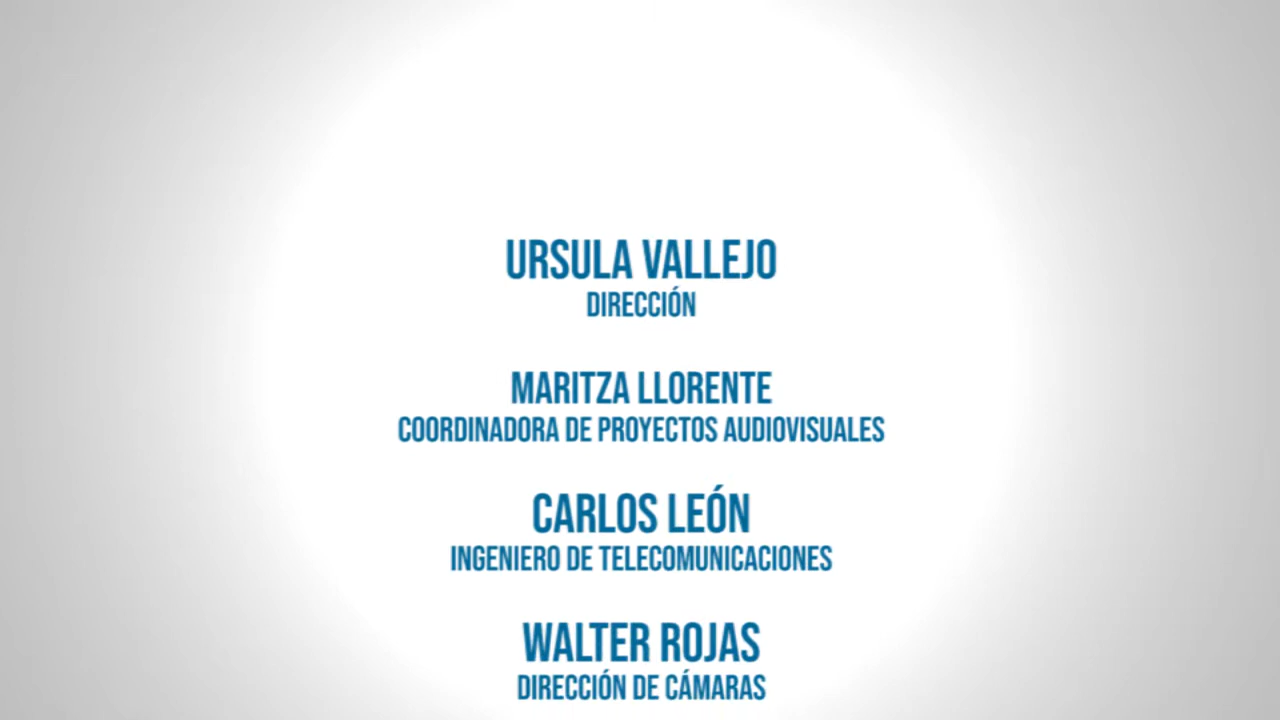 URSULA VALLEJO
DIRECCIÓN
MARITZA LLORENTE
COORDINADORA DE PROYECTOS AUDIOVISUALES
CARLOS LEÓN
INGENIERO DE TELECOMUNICACIONES
WALTER ROJAS
DIRECCIÓN DE CÁMARAS